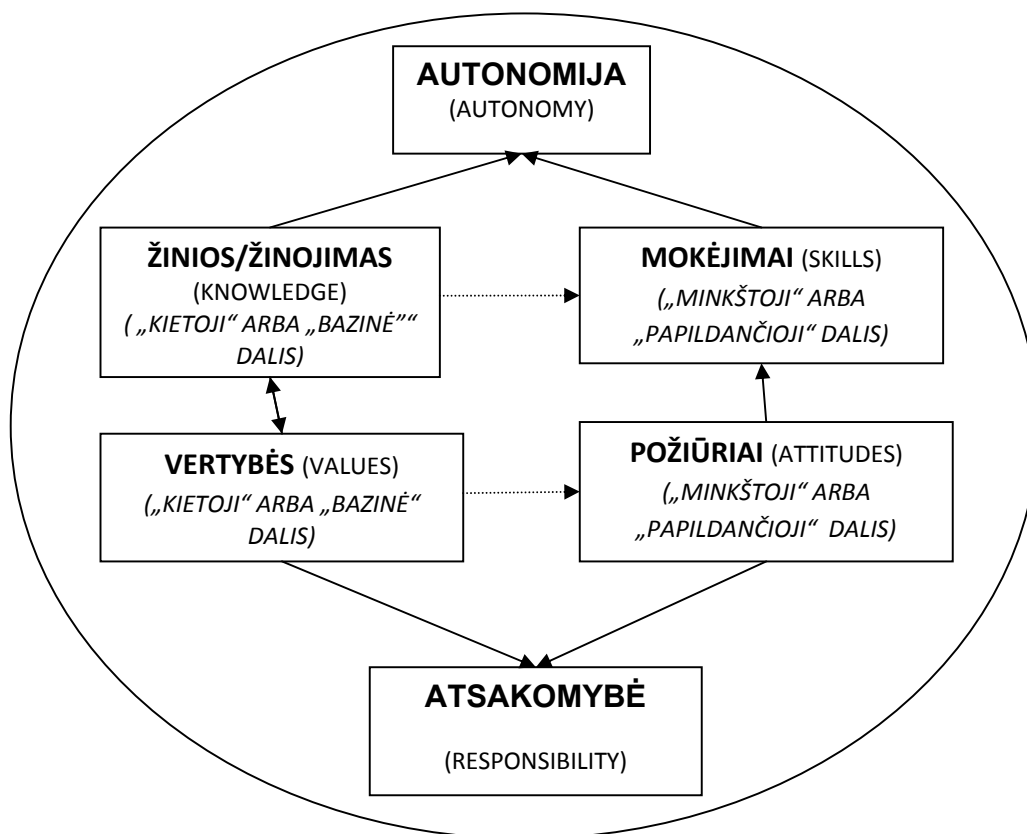 AUTONOMIJA
(AUTONOMY)
ŽINIOS/ŽINOJIMAS
(KNOWLEDGE)
( „KIETOJI“ ARBA „BAZINĖ”“
DALIS)
MOKĖJIMAI (SKILLS)
(„MINKŠTOJI“ ARBA
„PAPILDANČIOJI“ DALIS)
VERTYBĖS (VALUES)
(„KIETOJI“ ARBA „BAZINĖ“
DALIS)
POŽIŪRIAI (ATTITUDES)
(„MINKŠTOJI“ ARBA
„PAPILDANČIOJI“ DALIS)
ATSAKOMYBĖ
(RESPONSIBILITY)